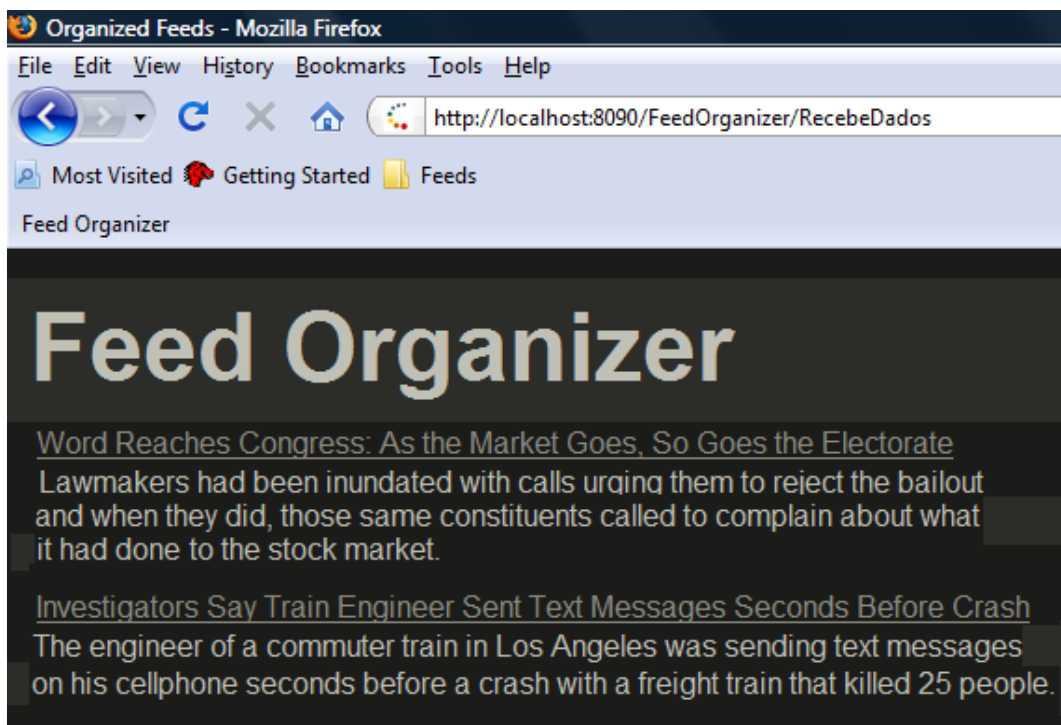 Organized Feeds - Mozilla Firefox
File Edit View History Bookmarks Tools Help
http://localhost:8090/FeedOrganizer/RecebeDados
Most Visited Getting Started Feeds
Feed Organizer
Feed Organizer
Word Reaches Congress: As the Market Goes, So Goes the Electorate
Lawmakers had been inundated with calls urging them to reject the bailout
and when they did, those same constituents called to complain about what
it had done to the stock market.
Investigators Say Train Engineer Sent Text Messages Seconds Before Crash
The engineer of a commuter train in Los Angeles was sending text messages
on his cellphone seconds before a crash with a freight train that killed 25 people.